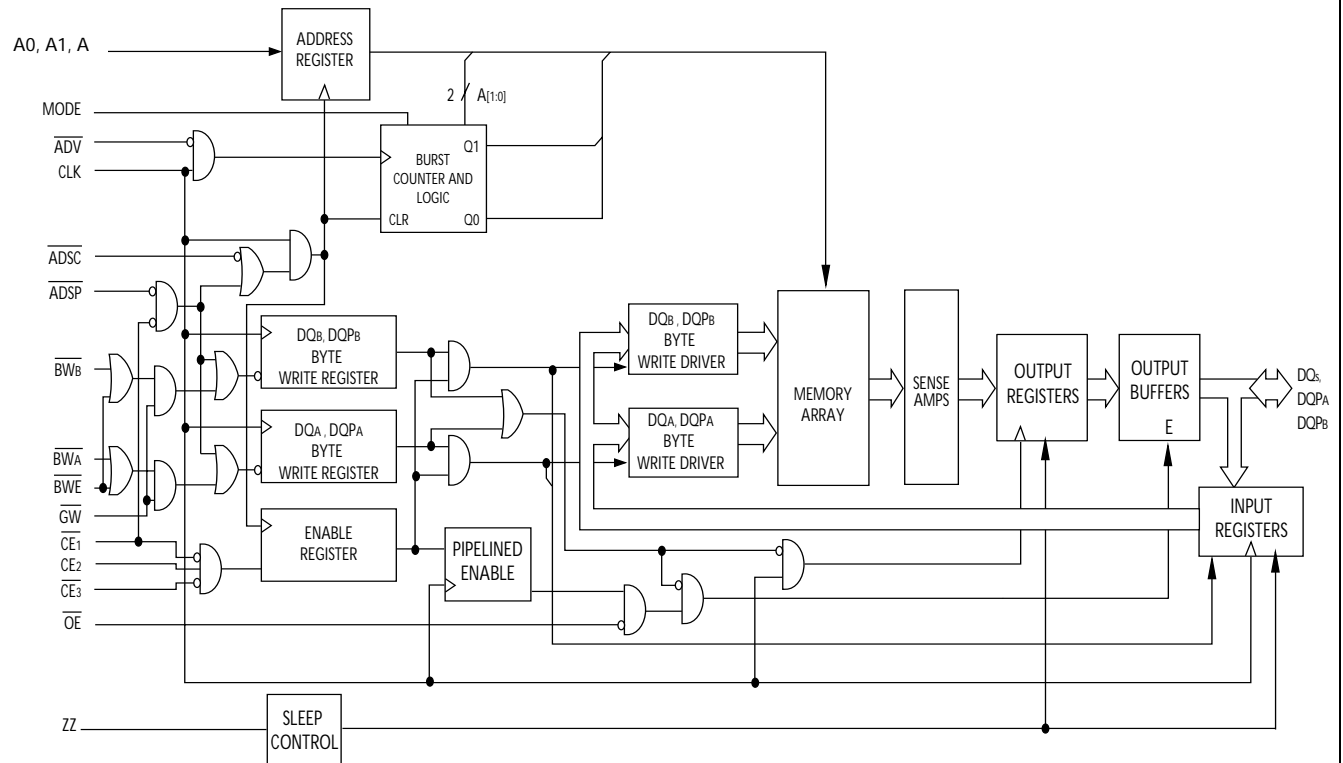 A0, A1, A
ADDRESS
REGISTER
MODE
2
A[1:0]
ADV
CLK
BURST
COUNTER AND
LOGIC
Q1
CLR
Q0
ADSC
ADSP
DQB, DQPB
BYTE
WRITE REGISTER
DQB, DQPB
BYTE
WRITE DRIVER
MEMORY
ARRAY
SENSE
AMPS
OUTPUT
REGISTERS
OUTPUT
BUFFERS
E
DQs,
DQPA
DQPB
BWB
DQA, DQPA
BYTE
WRITE REGISTER
DQA, DQPA
BYTE
WRITE DRIVER
BWA
BWE
GW
CE1
CE2
CE3
ENABLE
REGISTER
PIPELINED
ENABLE
INPUT
REGISTERS
OE
ZZ
SLEEP
CONTROL